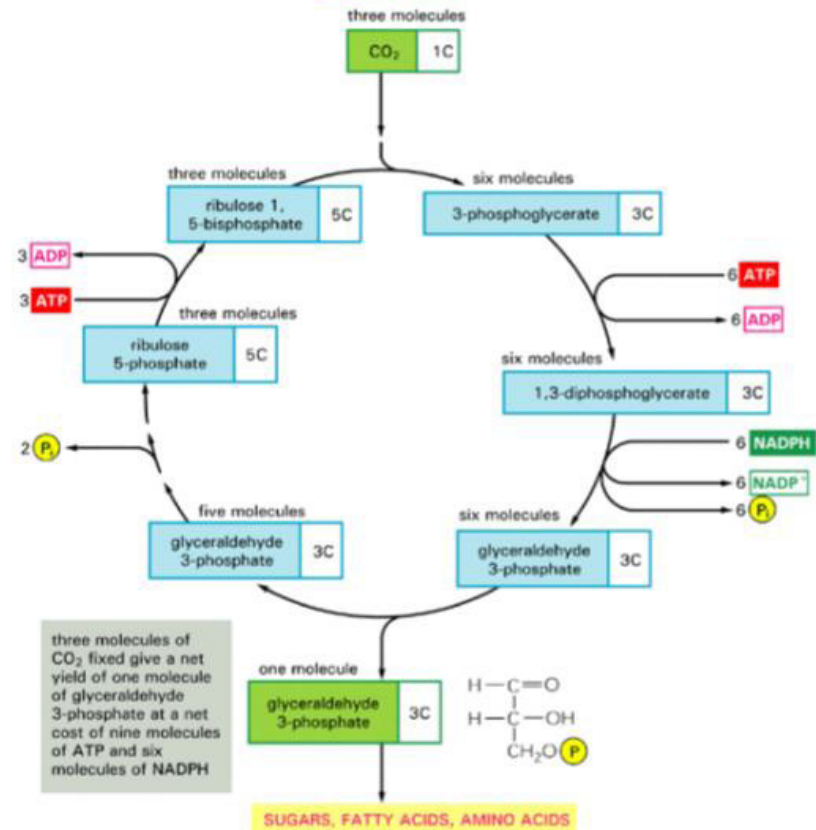 three molecules
CO₂ 1C
three molecules
ribulose 1,
5-bisphosphate
5C
six molecules
3-phosphoglycerate 3C
3 ADP
3 ATP
6 ATP
6 ADP
three molecules
ribulose
5-phosphate
5C
six molecules
1,3-diphosphoglycerate 3C
2 Pᵢ
6 NADPH
6 NADP⁺
6 Pᵢ
five molecules
glyceraldehyde
3-phosphate
3C
six molecules
glyceraldehyde
3-phosphate
3C
three molecules of
CO₂ fixed give a net
yield of one molecule
of glyceraldehyde
3-phosphate at a net
cost of nine molecules
of ATP and six
molecules of NADPH
one molecule
glyceraldehyde
3-phosphate
3C
H—C=O
H—C—OH
CH₂O P
SUGARS, FATTY ACIDS, AMINO ACIDS